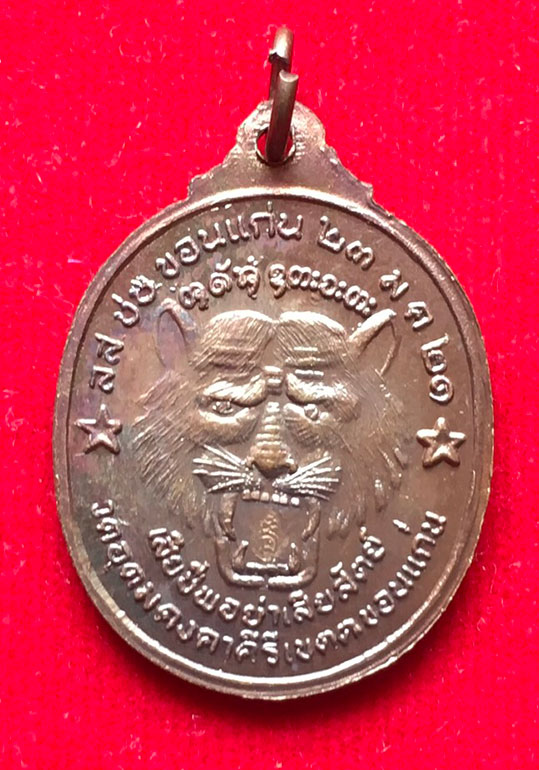 ลส ชช ขอนแก่น ๒๓ ม ค ๒๑
เสียชีพอย่าเสียสัตย์
วัดอุดมคงคาคีรีเขตต ขอนแก่น